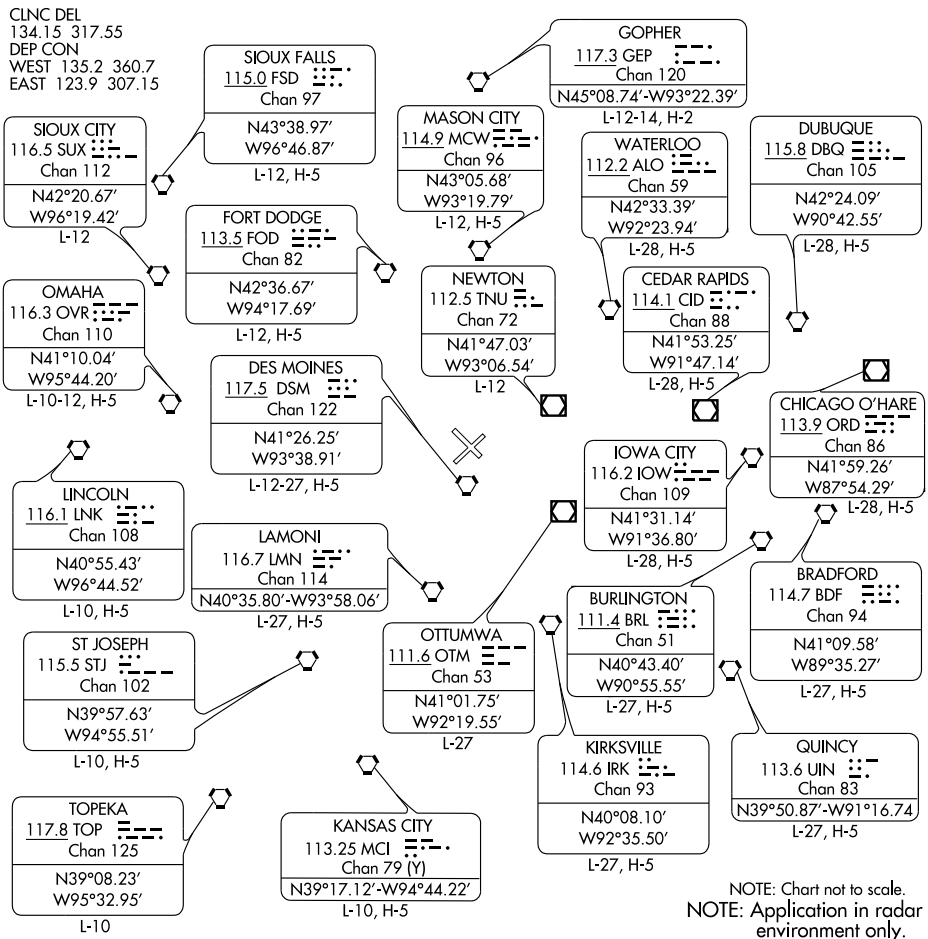 CLNC DEL
134.15 317.55
DEP CON
WEST 135.2 360.7
EAST 123.9 307.15
SIOUX FALLS
115.0 FSD
Chan 97
N43°38.97′
W96°46.87′
L-12, H-5
GOPHER
117.3 GEP
Chan 120
N45°08.74′-W93°22.39′
L-12-14, H-2
SIOUX CITY
116.5 SUX
Chan 112
N42°20.67′
W96°19.42′
L-12
MASON CITY
114.9 MCW
Chan 96
N43°05.68′
W93°19.79′
L-12, H-5
WATERLOO
112.2 ALO
Chan 59
N42°33.39′
W92°23.94′
L-28, H-5
DUBUQUE
115.8 DBQ
Chan 105
N42°24.09′
W90°42.55′
L-28, H-5
FORT DODGE
113.5 FOD
Chan 82
N42°36.67′
W94°17.69′
L-12, H-5
OMAHA
116.3 OVR
Chan 110
N41°10.04′
W95°44.20′
L-10-12, H-5
NEWTON
112.5 TNU
Chan 72
N41°47.03′
W93°06.54′
L-12
CEDAR RAPIDS
114.1 CID
Chan 88
N41°53.25′
W91°47.14′
L-28, H-5
DES MOINES
117.5 DSM
Chan 122
N41°26.25′
W93°38.91′
L-12-27, H-5
CHICAGO O'HARE
113.9 ORD
Chan 86
N41°59.26′
W87°54.29′
L-28, H-5
IOWA CITY
116.2 IOW
Chan 109
N41°31.14′
W91°36.80′
L-28, H-5
LINCOLN
116.1 LNK
Chan 108
N40°55.43′
W96°44.52′
L-10, H-5
LAMONI
116.7 LMN
Chan 114
N40°35.80′-W93°58.06′
L-27, H-5
BRADFORD
114.7 BDF
Chan 94
N41°09.58′
W89°35.27′
L-27, H-5
BURLINGTON
111.4 BRL
Chan 51
N40°43.40′
W90°55.55′
L-27, H-5
OTTUMWA
111.6 OTM
Chan 53
N41°01.75′
W92°19.55′
L-27
ST JOSEPH
115.5 STJ
Chan 102
N39°57.63′
W94°55.51′
L-10, H-5
KIRKSVILLE
114.6 IRK
Chan 93
N40°08.10′
W92°35.50′
L-27, H-5
QUINCY
113.6 UIN
Chan 83
N39°50.87′-W91°16.74
L-27, H-5
TOPEKA
117.8 TOP
Chan 125
N39°08.23′
W95°32.95′
L-10
KANSAS CITY
113.25 MCI
Chan 79 (Y)
N39°17.12′-W94°44.22′
L-10, H-5
NOTE: Chart not to scale.
NOTE: Application in radar
environment only.